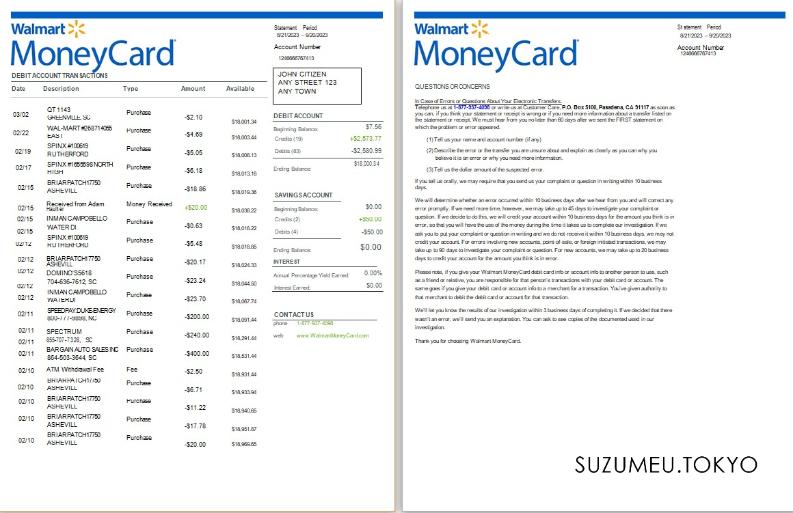 Walmart
MoneyCard
Statement Period
8/21/2023 – 9/20/2023
Account Number
1246666767413
JOHN CITIZEN
ANY STREET 123
ANY TOWN
DEBIT ACCOUNT TRANSACTIONS
Date Description Type Amount Available
03/02 QT 1143 GREENVILLE, SC Purchase -$2.10 $18,001.34
02/22 WAL-MART #268714065 EAST Purchase -$4.69 $18,003.44
02/19 SPINX #100619 RUTHERFORD Purchase -$5.05 $18,008.13
02/17 SPINX #1656598 NORTH HIGH Purchase -$6.18 $18,013.18
02/16 BRIARPATCH17750 ASHEVILL Purchase -$18.86 $18,019.36
02/15 Received from Adam Money Received +$20.00 $18,038.22
02/15 INMAN CAMPOBELLO WATER DI Purchase -$0.63 $18,018.22
02/12 SPINX #100619 RUTHERFORD Purchase -$5.48 $18,018.85
02/12 BRIARPATCH17750 ASHEVILL Purchase -$20.17 $18,024.33
02/12 DOMINO'S 5618 704-636-7612, SC Purchase -$23.24 $18,044.50
02/12 INMAN CAMPOBELLO WATER DI Purchase -$23.70 $18,067.74
02/11 SPEEDPAY:DUKE-ENERGY 800-777-9898, NC Purchase -$200.00 $18,091.44
02/11 SPECTRUM 855-707-7328, SC Purchase -$240.00 $18,291.44
02/11 BARGAIN AUTO SALES INC 864-503-3644, SC Purchase -$400.00 $18,531.44
02/10 ATM Withdrawal Fee Fee -$2.50 $18,931.44
02/10 BRIARPATCH17750 ASHEVILL Purchase -$6.71 $18,933.94
02/10 BRIARPATCH17750 ASHEVILL Purchase -$11.22 $18,940.65
02/10 BRIARPATCH17750 ASHEVILL Purchase -$17.78 $18,951.87
02/10 BRIARPATCH17750 ASHEVILL Purchase -$20.00 $18,969.65
DEBIT ACCOUNT
Beginning Balance: $7.56
Credits (19) +$2,573.77
Debits (83) -$2,580.99
Ending Balance: $18,000.34
SAVINGS ACCOUNT
Beginning Balance: $0.00
Credits (2) +$50.00
Debits (4) -$50.00
Ending Balance: $0.00
INTEREST
Annual Percentage Yield Earned: 0.00%
Interest Earned: $0.00
CONTACT US
phone 1-877-937-4098
web www.WalmartMoneyCard.com
Walmart
MoneyCard
Statement Period
8/21/2023 – 9/20/2023
Account Number
1246666767413
QUESTIONS OR CONCERNS
In Case of Errors or Questions About Your Electronic Transfers:
Telephone us at 1-877-937-4098 or write us at Customer Care, P.O. Box 5108, Pasadena, CA 91117 as soon as
you can, if you think your statement or receipt is wrong or if you need more information about a transfer listed on
the statement or receipt. We must hear from you no later than 60 days after we sent the FIRST statement on
which the problem or error appeared.
(1) Tell us your name and account number (if any)
(2) Describe the error or the transfer you are unsure about and explain as clearly as you can why you
believe it is an error or why you need more information.
(3) Tell us the dollar amount of the suspected error.
If you tell us orally, we may require that you send us your complaint or question in writing within 10 business
days.
We will determine whether an error occurred within 10 business days after we hear from you and will correct any
error promptly. If we need more time, however, we may take up to 45 days to investigate your complaint or
question. If we decide to do this, we will credit your account within 10 business days for the amount you think is in
error, so that you will have the use of the money during the time it takes us to complete our investigation. If we
ask you to put your complaint or question in writing and we do not receive it within 10 business days, we may not
credit your account. For errors involving new accounts, point of sale, or foreign initiated transactions, we may
take up to 90 days to investigate your complaint or question. For new accounts, we may take up to 20 business
days to credit your account for the amount you think is in error.
Please note, if you give your Walmart MoneyCard debit card info or account info to another person to use, such
as a friend or relative, you are responsible for that person's transactions with your debit card or account. The
same goes if you give your debit card or account info to a merchant for a transaction. You've given authority to
that merchant to debit the card or account for that transaction.
We'll let you know the results of our investigation within 3 business days of completing it. If we decided that there
wasn't an error, we'll send you an explanation. You can ask to see copies of the documented used in our
investigation.
Thank you for choosing Walmart MoneyCard.
SUZUMEU.TOKYO